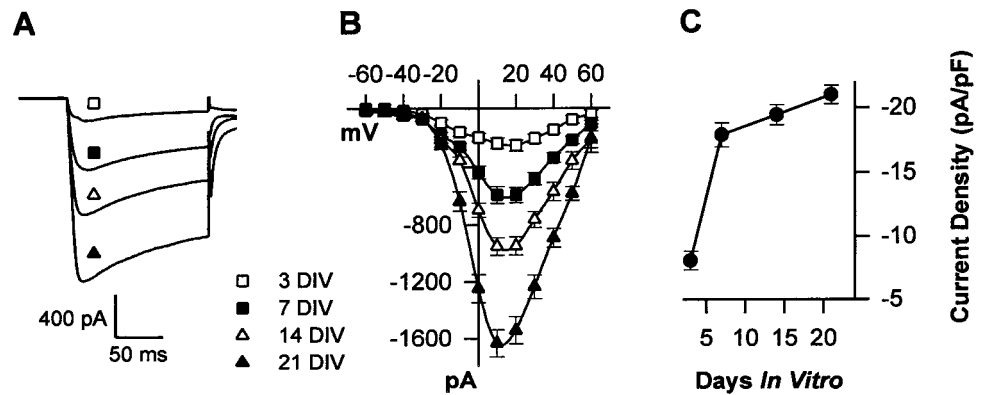 A
400 pA
50 ms
3 DIV
7 DIV
14 DIV
21 DIV
B
-60 -40 -20 20 40 60
mV
-800
-1200
-1600
pA
C
-20
-15
-10
-5
Current Density (pA/pF)
5 10 15 20
Days In Vitro